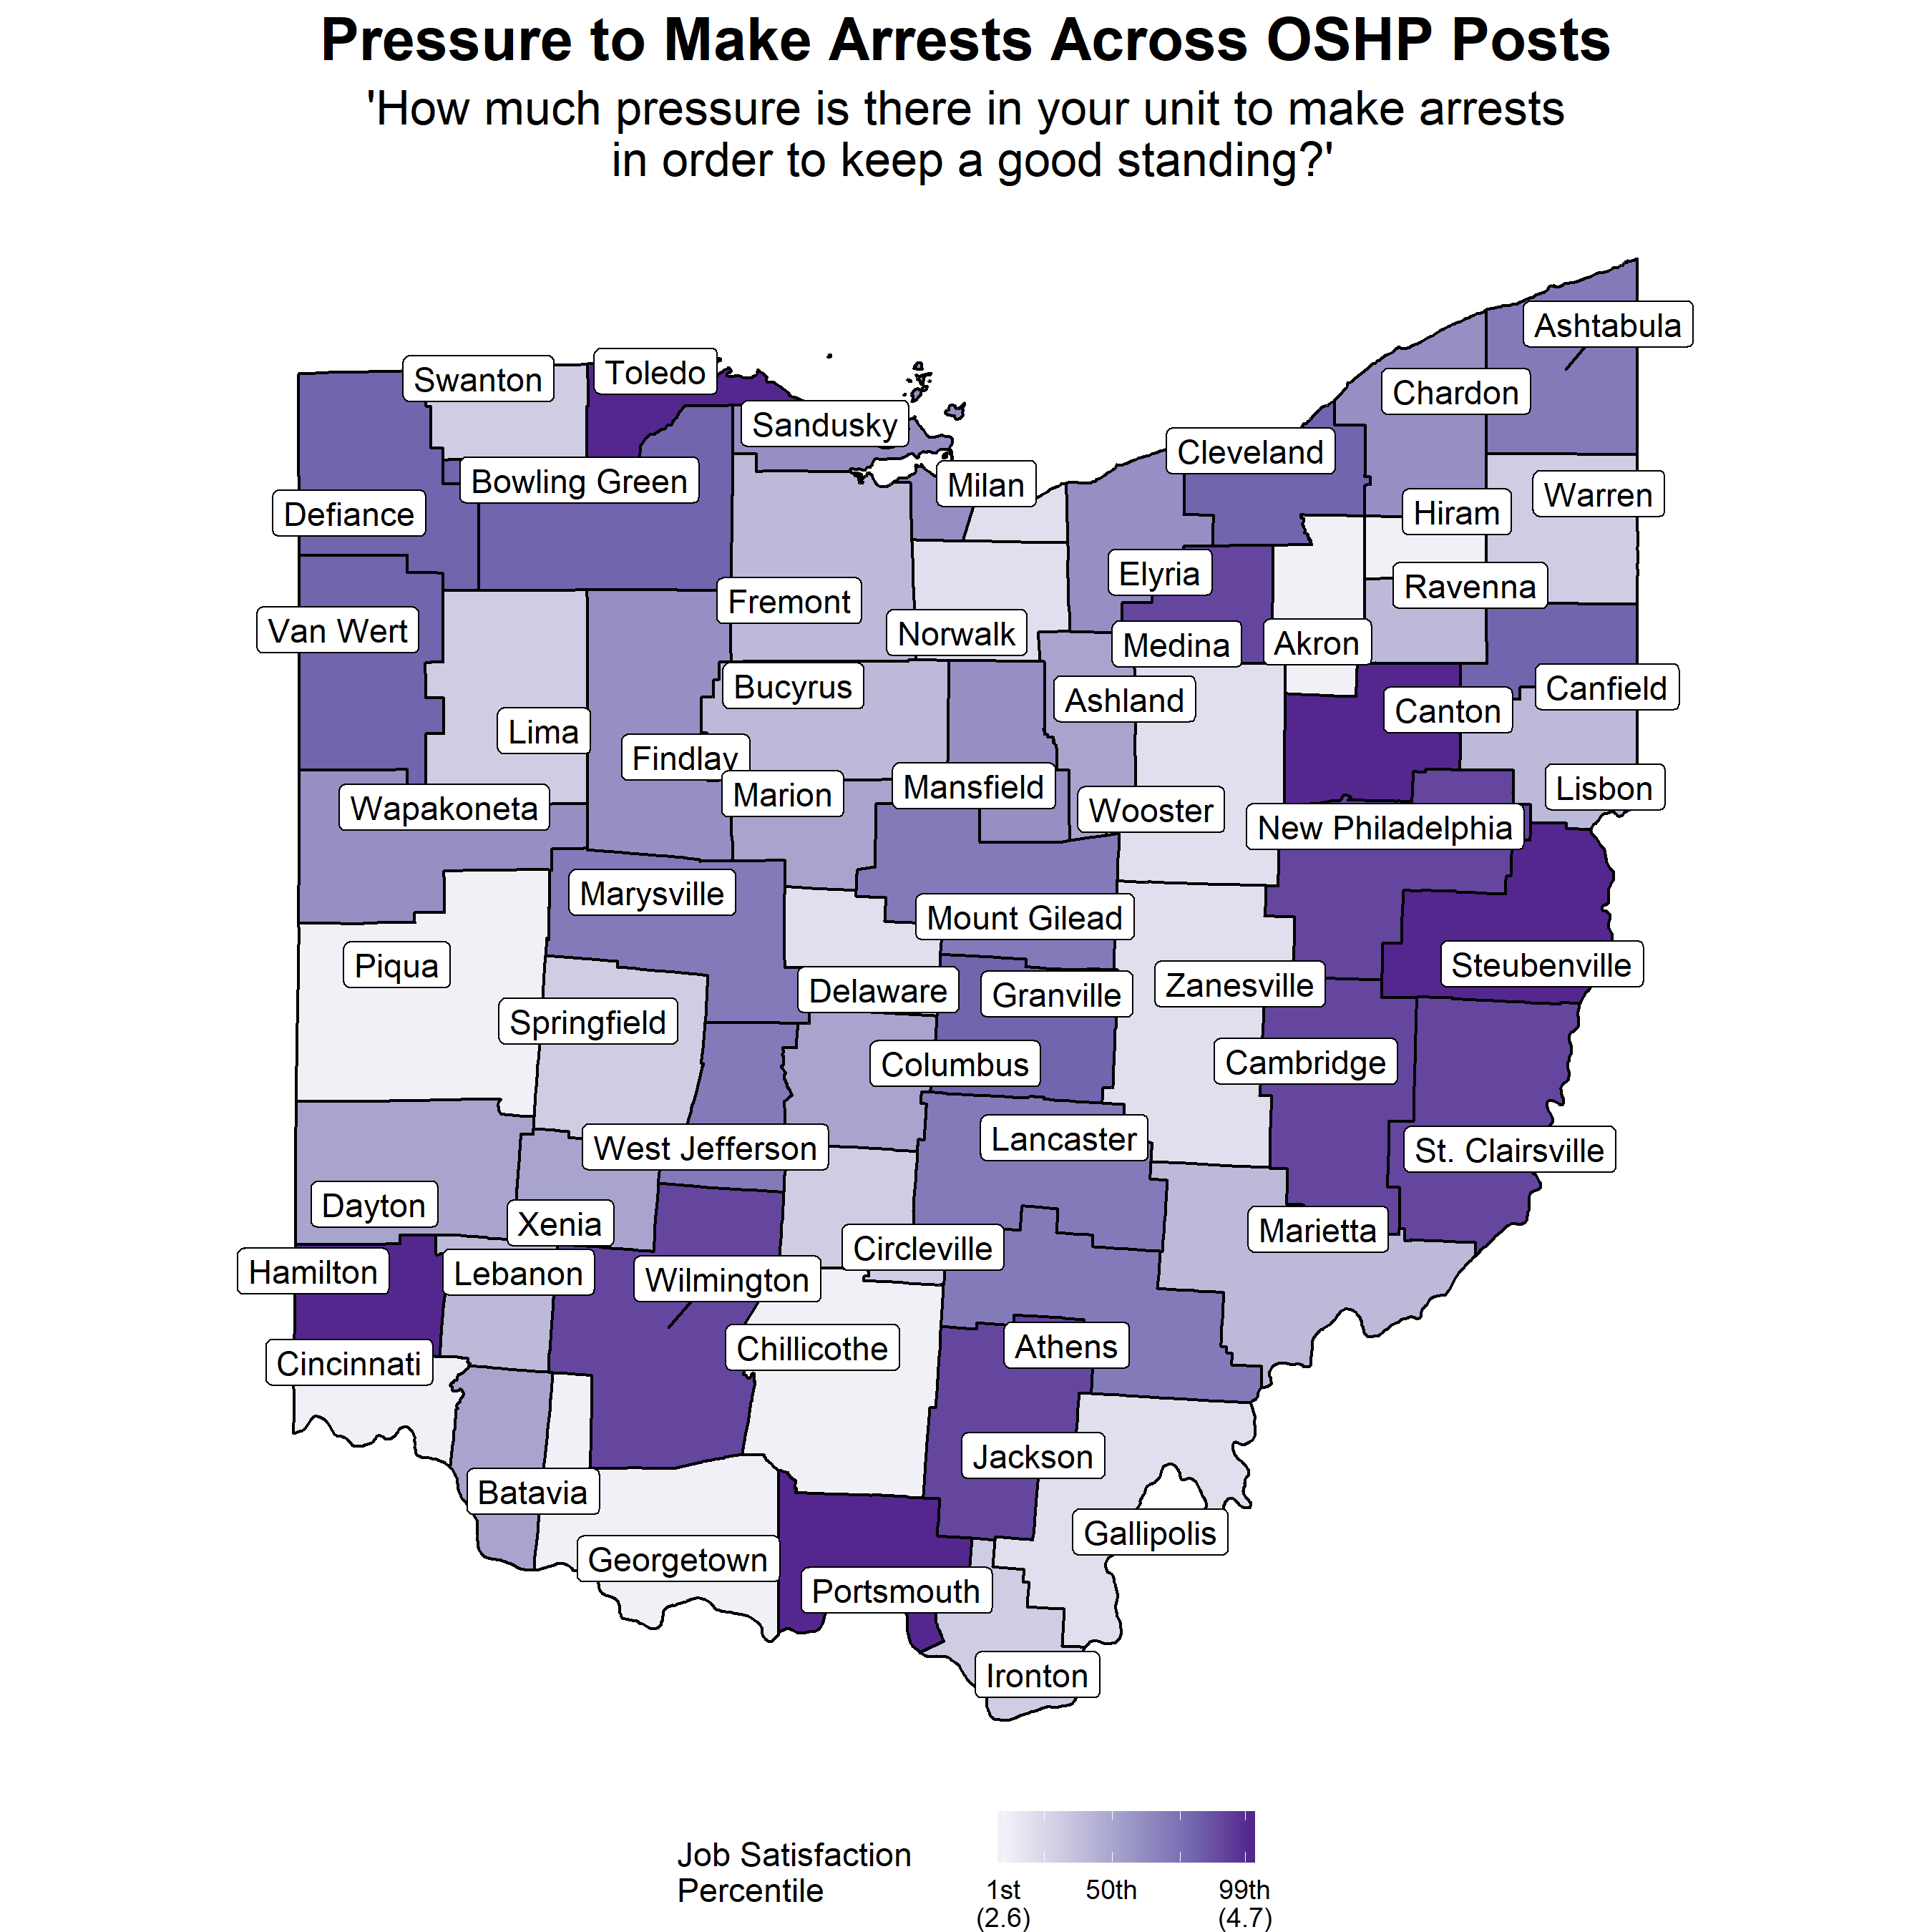 Pressure to Make Arrests Across OSHP Posts
'How much pressure is there in your unit to make arrests
in order to keep a good standing?'
Ashtabula
Swanton
Toledo
Chardon
Sandusky
Cleveland
Bowling Green
Milan
Warren
Defiance
Hiram
Elyria
Ravenna
Fremont
Van Wert
Norwalk
Medina
Akron
Bucyrus
Canfield
Ashland
Canton
Lima
Findlay
Mansfield
Lisbon
Marion
Wapakoneta
Wooster
New Philadelphia
Marysville
Mount Gilead
Piqua
Steubenville
Zanesville
Delaware
Granville
Springfield
Cambridge
Columbus
Lancaster
West Jefferson
St. Clairsville
Dayton
Xenia
Marietta
Circleville
Hamilton
Lebanon
Wilmington
Athens
Chillicothe
Cincinnati
Jackson
Batavia
Gallipolis
Georgetown
Portsmouth
Ironton
Job Satisfaction
Percentile
1st 50th 99th
(2.6) (4.7)